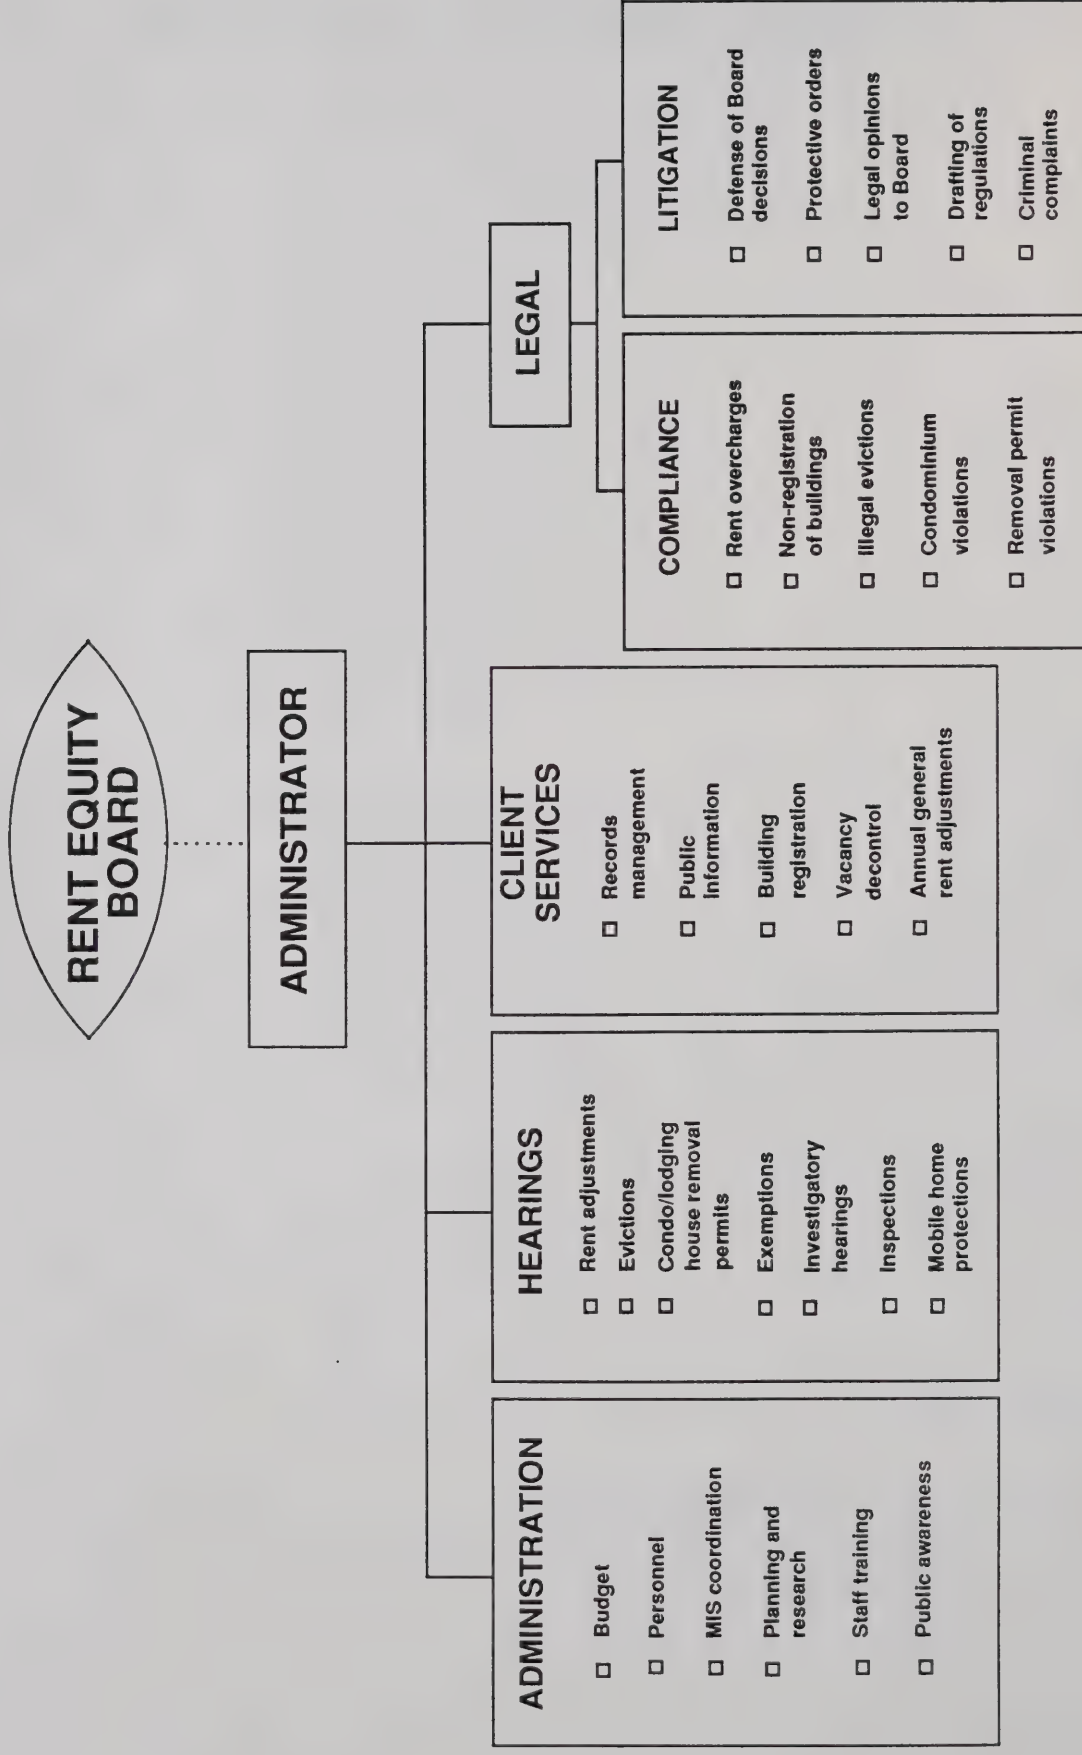 RENT EQUITY
BOARD
ADMINISTRATOR
ADMINISTRATION
Budget
Personnel
MIS coordination
Planning and
research
Staff training
Public awareness
HEARINGS
Rent adjustments
Evictions
Condo/lodging
house removal
permits
Exemptions
Investigatory
hearings
Inspections
Mobile home
protections
CLIENT
SERVICES
Records
management
Public
Information
Building
registration
Vacancy
decontrol
Annual general
rent adjustments
LEGAL
COMPLIANCE
Rent overcharges
Non-registration
of buildings
Illegal evictions
Condominium
violations
Removal permit
violations
LITIGATION
Defense of Board
decisions
Protective orders
Legal opinions
to Board
Drafting of
regulations
Criminal
complaints